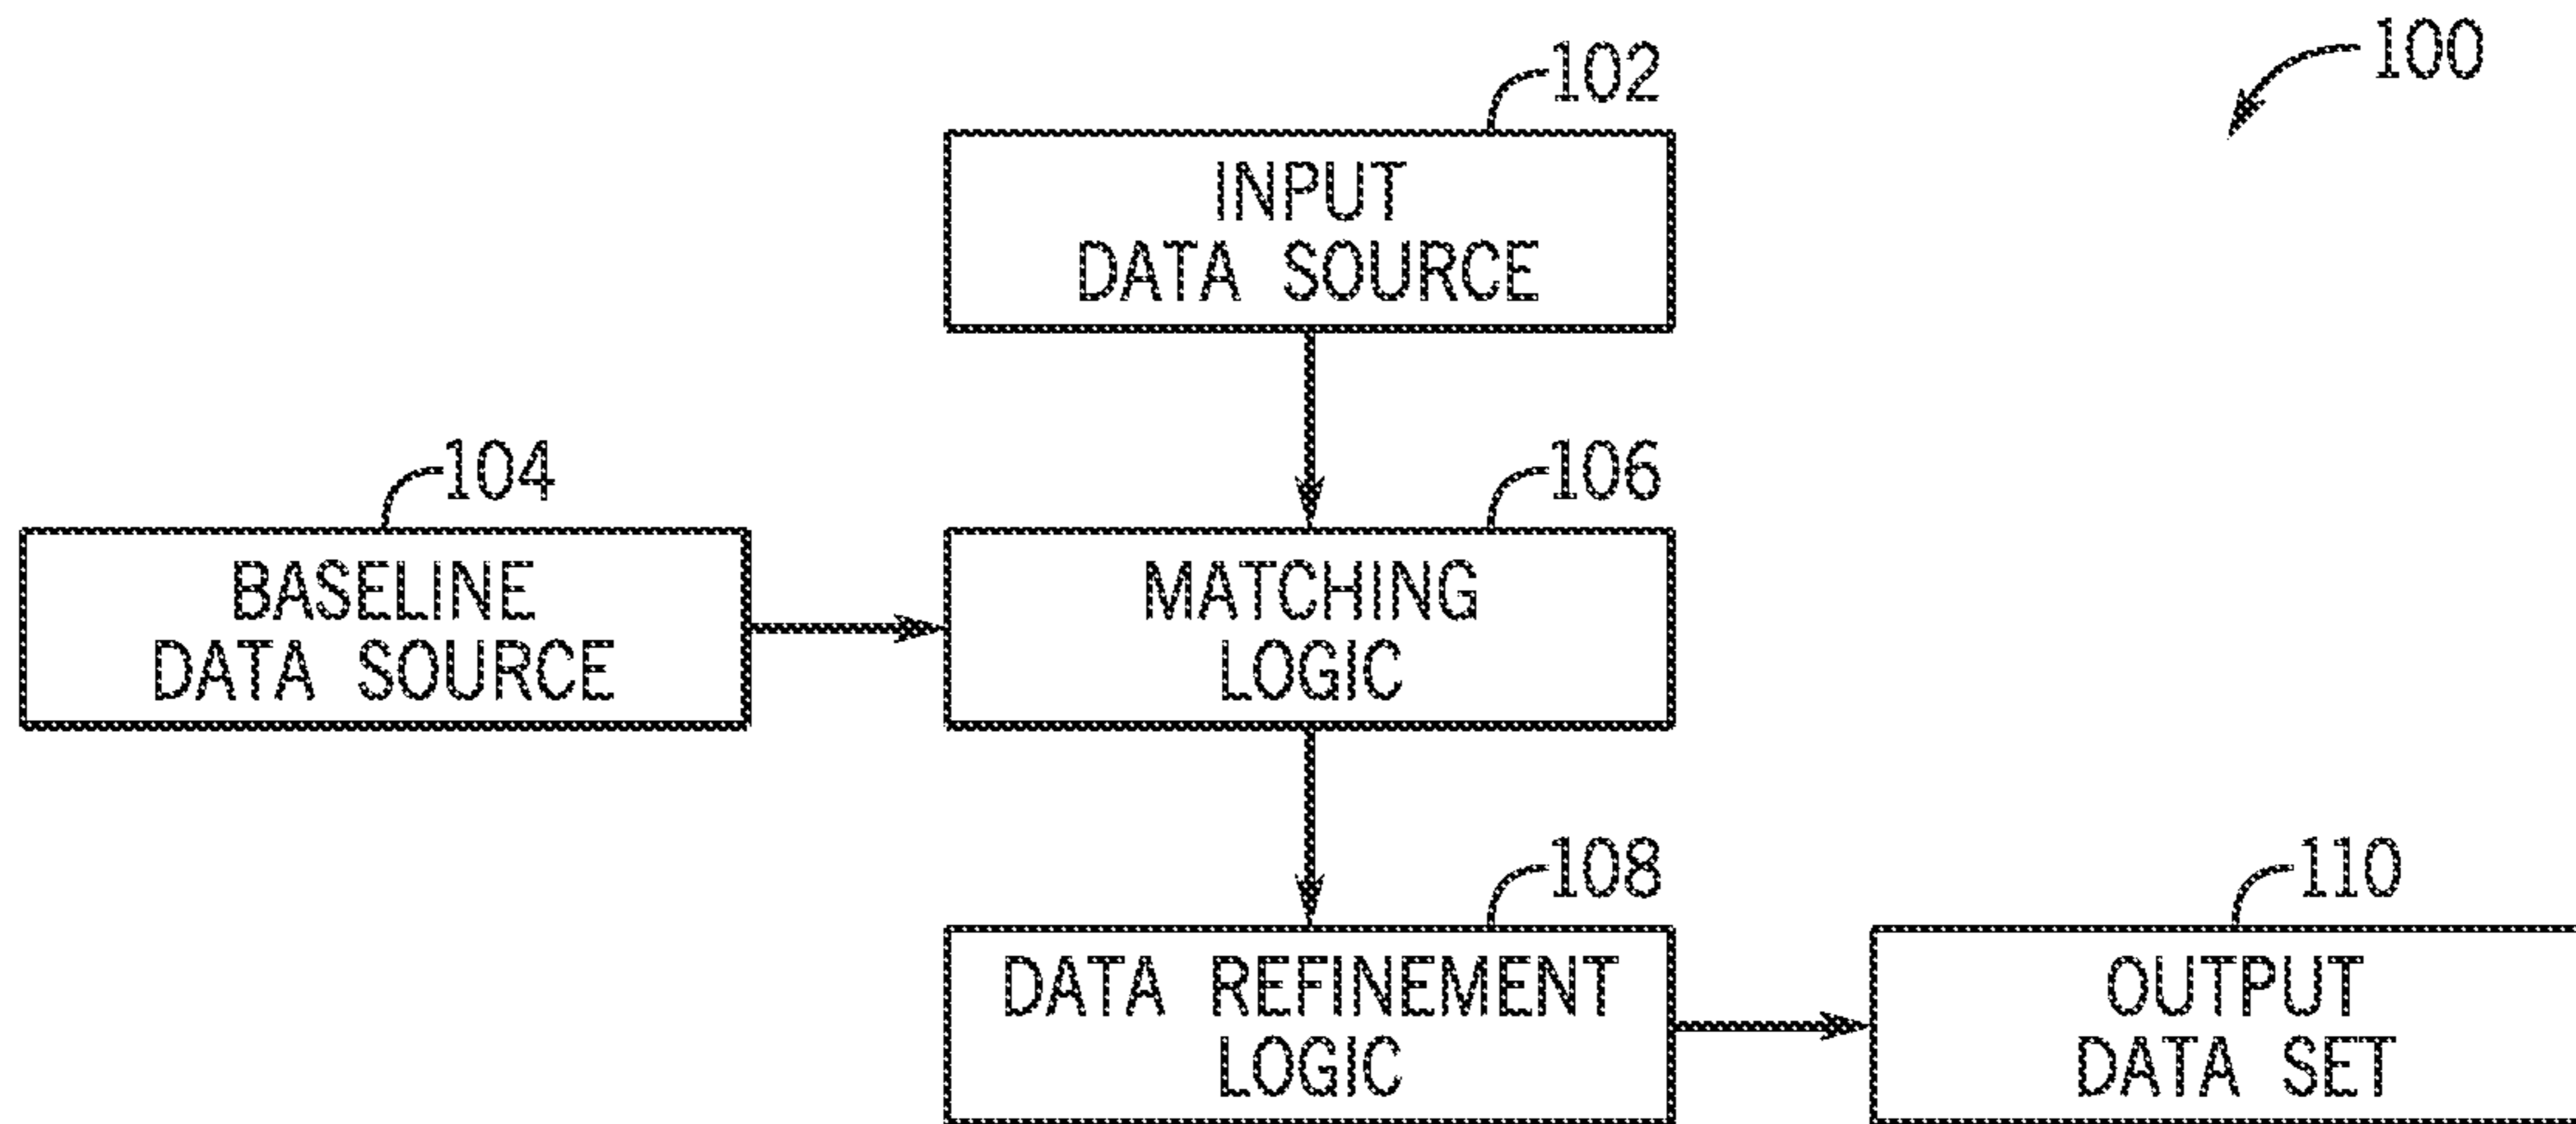 100
102
INPUT
DATA SOURCE
104
106
BASELINE
DATA SOURCE
MATCHING
LOGIC
108
110
DATA REFINEMENT
LOGIC
OUTPUT
DATA SET